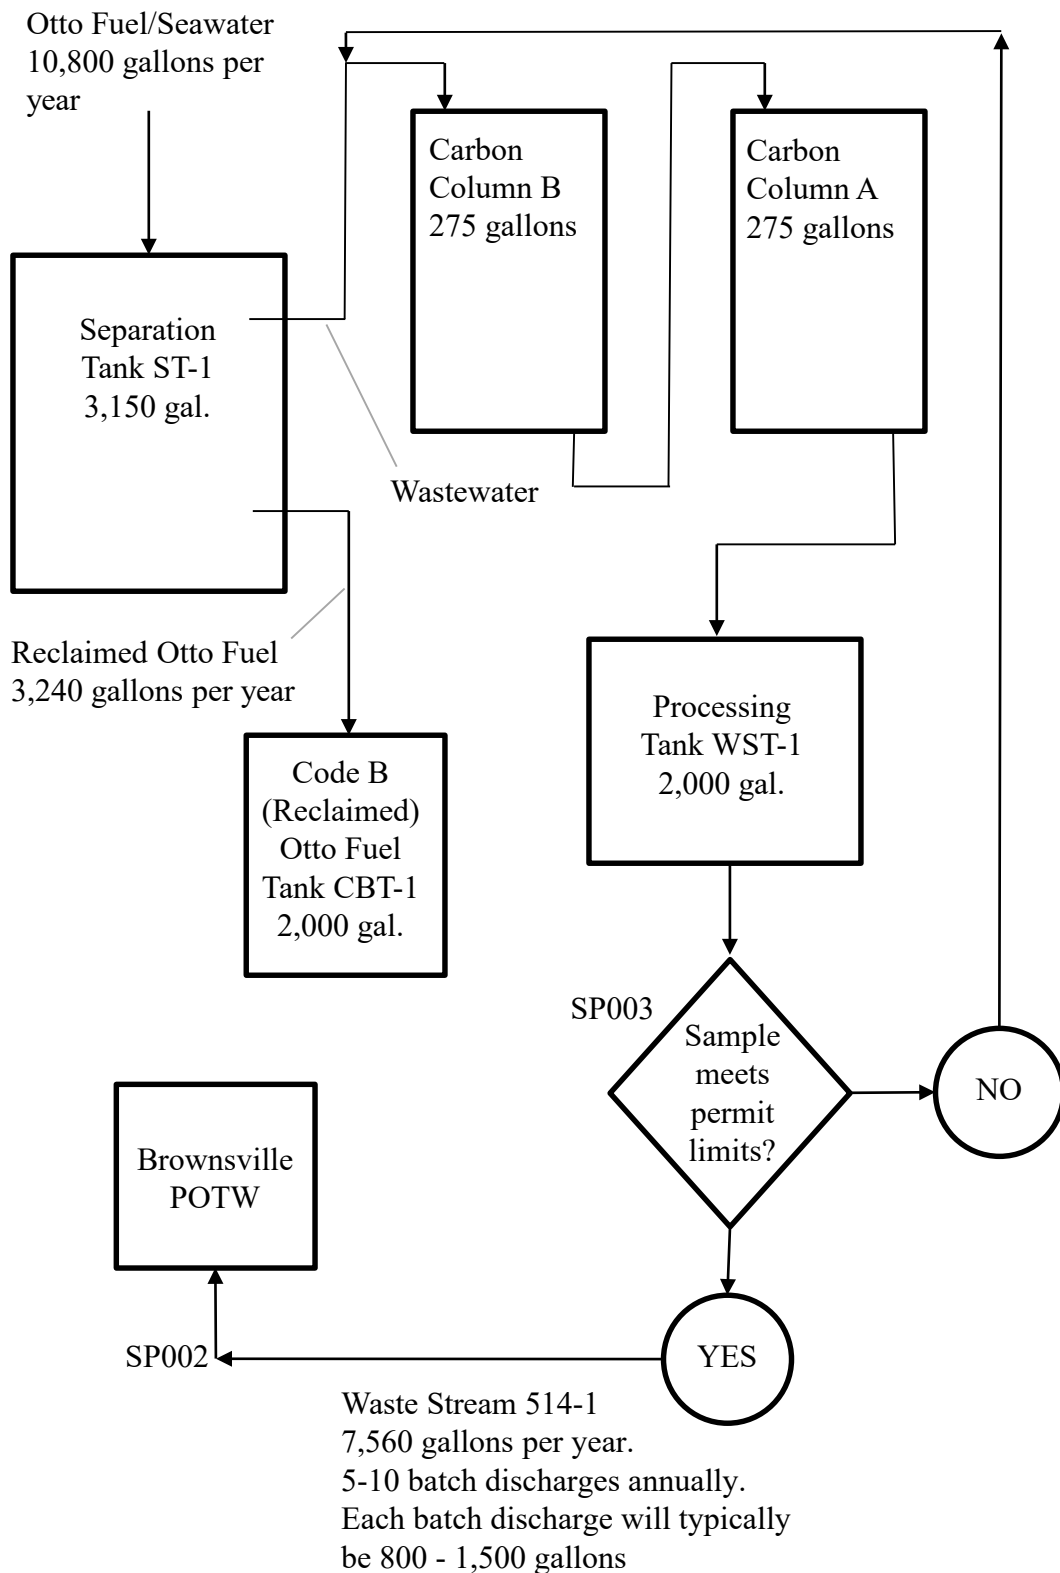 Otto Fuel/Seawater
10,800 gallons per
year
Carbon
Column B
275 gallons
Carbon
Column A
275 gallons
Separation
Tank ST-1
3,150 gal.
Wastewater
Reclaimed Otto Fuel
3,240 gallons per year
Processing
Tank WST-1
2,000 gal.
Code B
(Reclaimed)
Otto Fuel
Tank CBT-1
2,000 gal.
SP003
Sample
meets
permit
limits?
NO
Brownsville
POTW
SP002
YES
Waste Stream 514-1
7,560 gallons per year.
5-10 batch discharges annually.
Each batch discharge will typically
be 800 - 1,500 gallons